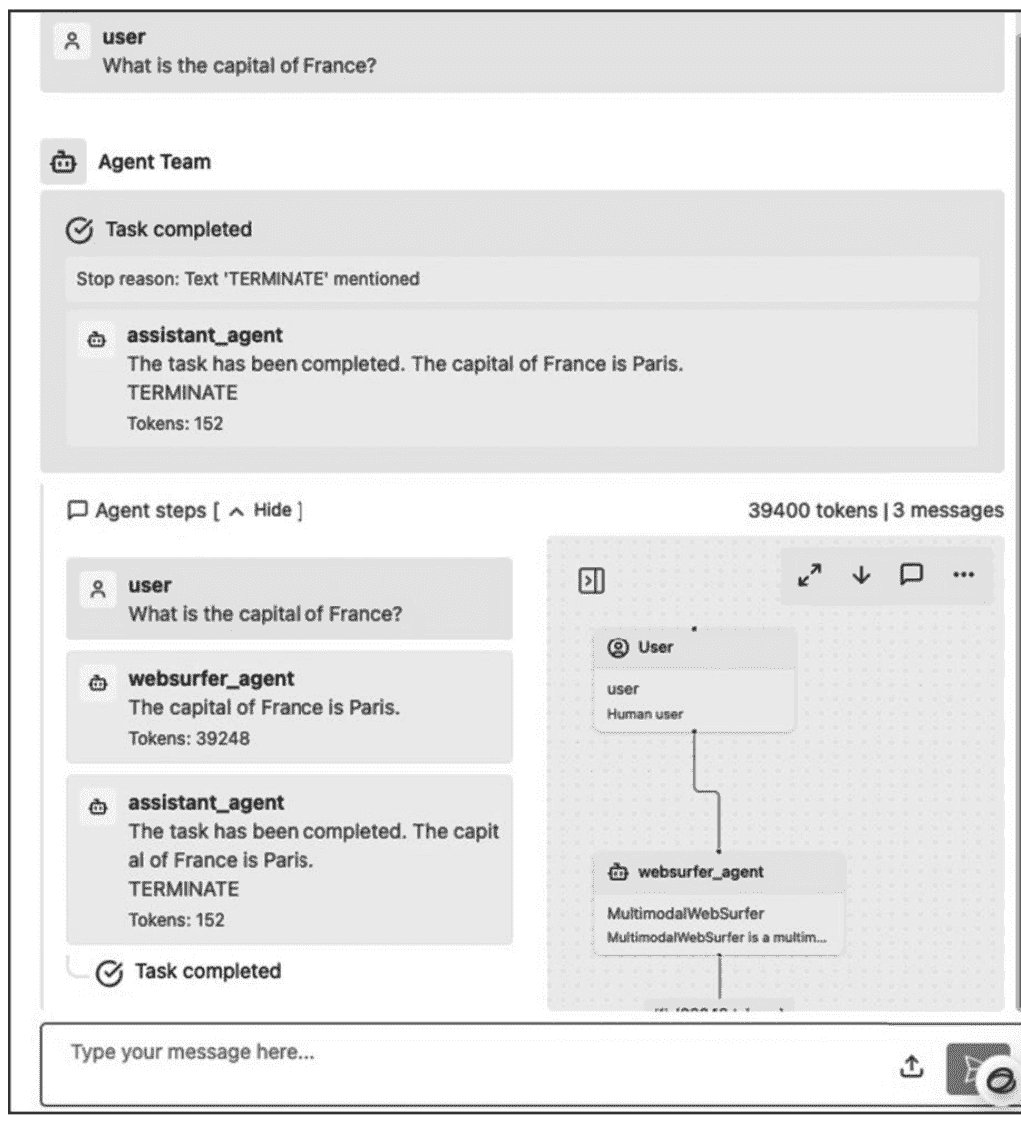 user
What is the capital of France?
Agent Team
Task completed
Stop reason: Text 'TERMINATE' mentioned
assistant_agent
The task has been completed. The capital of France is Paris.
TERMINATE
Tokens: 152
Agent steps [ Hide ]
39400 tokens | 3 messages
user
What is the capital of France?
websurfer_agent
The capital of France is Paris.
Tokens: 39248
assistant_agent
The task has been completed. The capit
al of France is Paris.
TERMINATE
Tokens: 152
Task completed
User
user
Human user
websurfer_agent
MultimodalWebSurfer
MultimodalWebSurfer is a multim...
Type your message here...